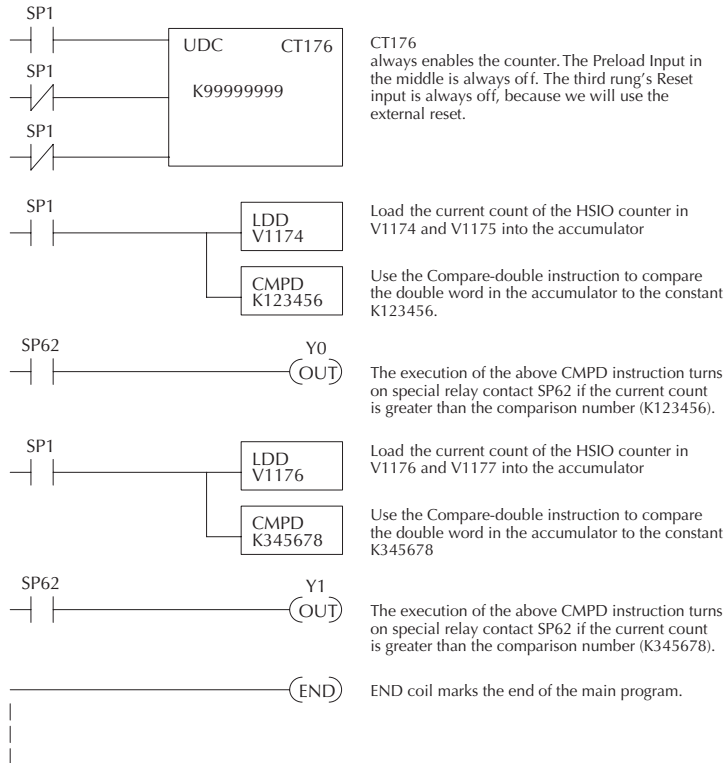 SP1
UDC CT176
SP1
K99999999
SP1
CT176
always enables the counter. The Preload Input in
the middle is always off. The third rung's Reset
input is always off, because we will use the
external reset.
SP1
LDD
V1174
Load the current count of the HSIO counter in
V1174 and V1175 into the accumulator
CMPD
K123456
Use the Compare-double instruction to compare
the double word in the accumulator to the constant
K123456.
SP62
Y0
OUT
The execution of the above CMPD instruction turns
on special relay contact SP62 if the current count
is greater than the comparison number (K123456).
SP1
LDD
V1176
Load the current count of the HSIO counter in
V1176 and V1177 into the accumulator
CMPD
K345678
Use the Compare-double instruction to compare
the double word in the accumulator to the constant
K345678
SP62
Y1
OUT
The execution of the above CMPD instruction turns
on special relay contact SP62 if the current count
is greater than the comparison number (K345678).
END
END coil marks the end of the main program.